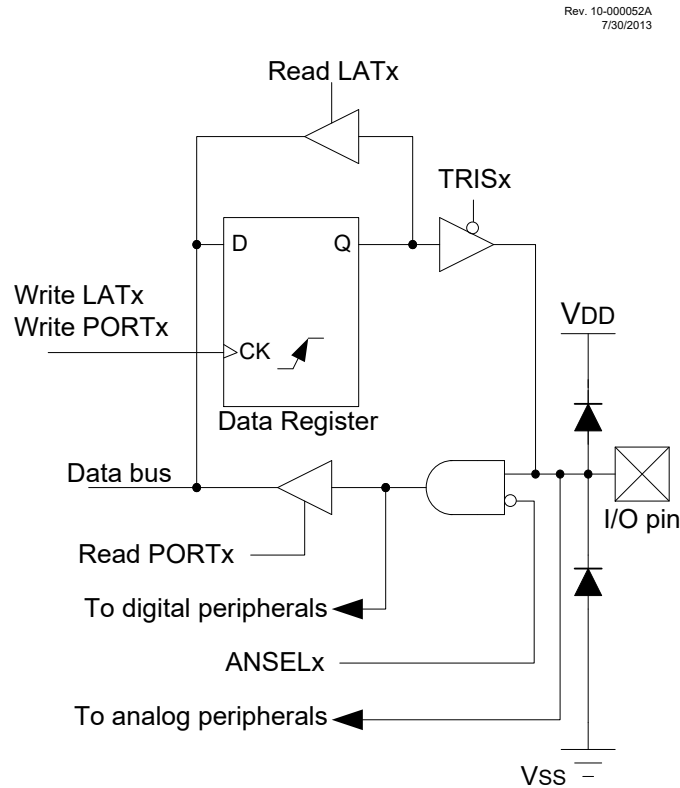 Rev. 10-000052A
7/30/2013
Read LATx
TRISx
D
Q
Write LATx
Write PORTx
CK
VDD
Data Register
Data bus
I/O pin
Read PORTx
To digital peripherals
ANSELx
To analog peripherals
VSS